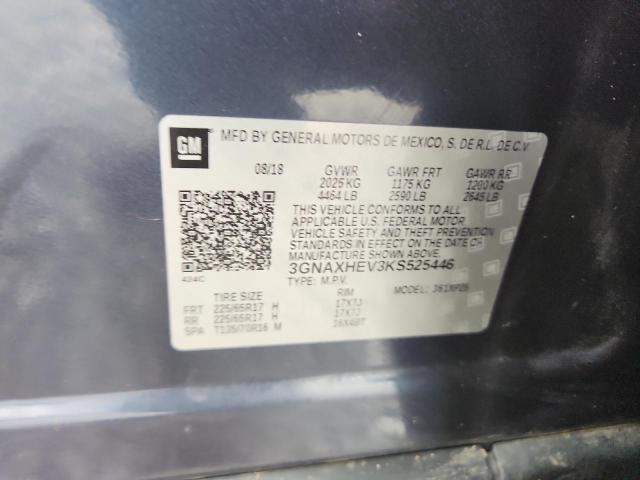 GM
MFD BY GENERAL MOTORS DE MEXICO, S. DE R.L. DE C.V
08/18 GVWR GAWR FRT GAWR RR
2025 KG 1175 KG 1200 KG
4464 LB 2590 LB 2645 LB
THIS VEHICLE CONFORMS TO ALL
APPLICABLE U.S. FEDERAL MOTOR
VEHICLE SAFETY AND THEFT
PREVENTION STANDARDS IN
EFFECT ON THE DATE OF
MANUFACTURE SHOWN ABOVE.
424C
3GNAXHEV3KS525446
TYPE: M.P.V. MODEL:
TIRE SIZE RIM
FRT 225/65R17 H 17X7J
RR 225/65R17 H 17X7J
SPA T135/70R16 M 16X4BT